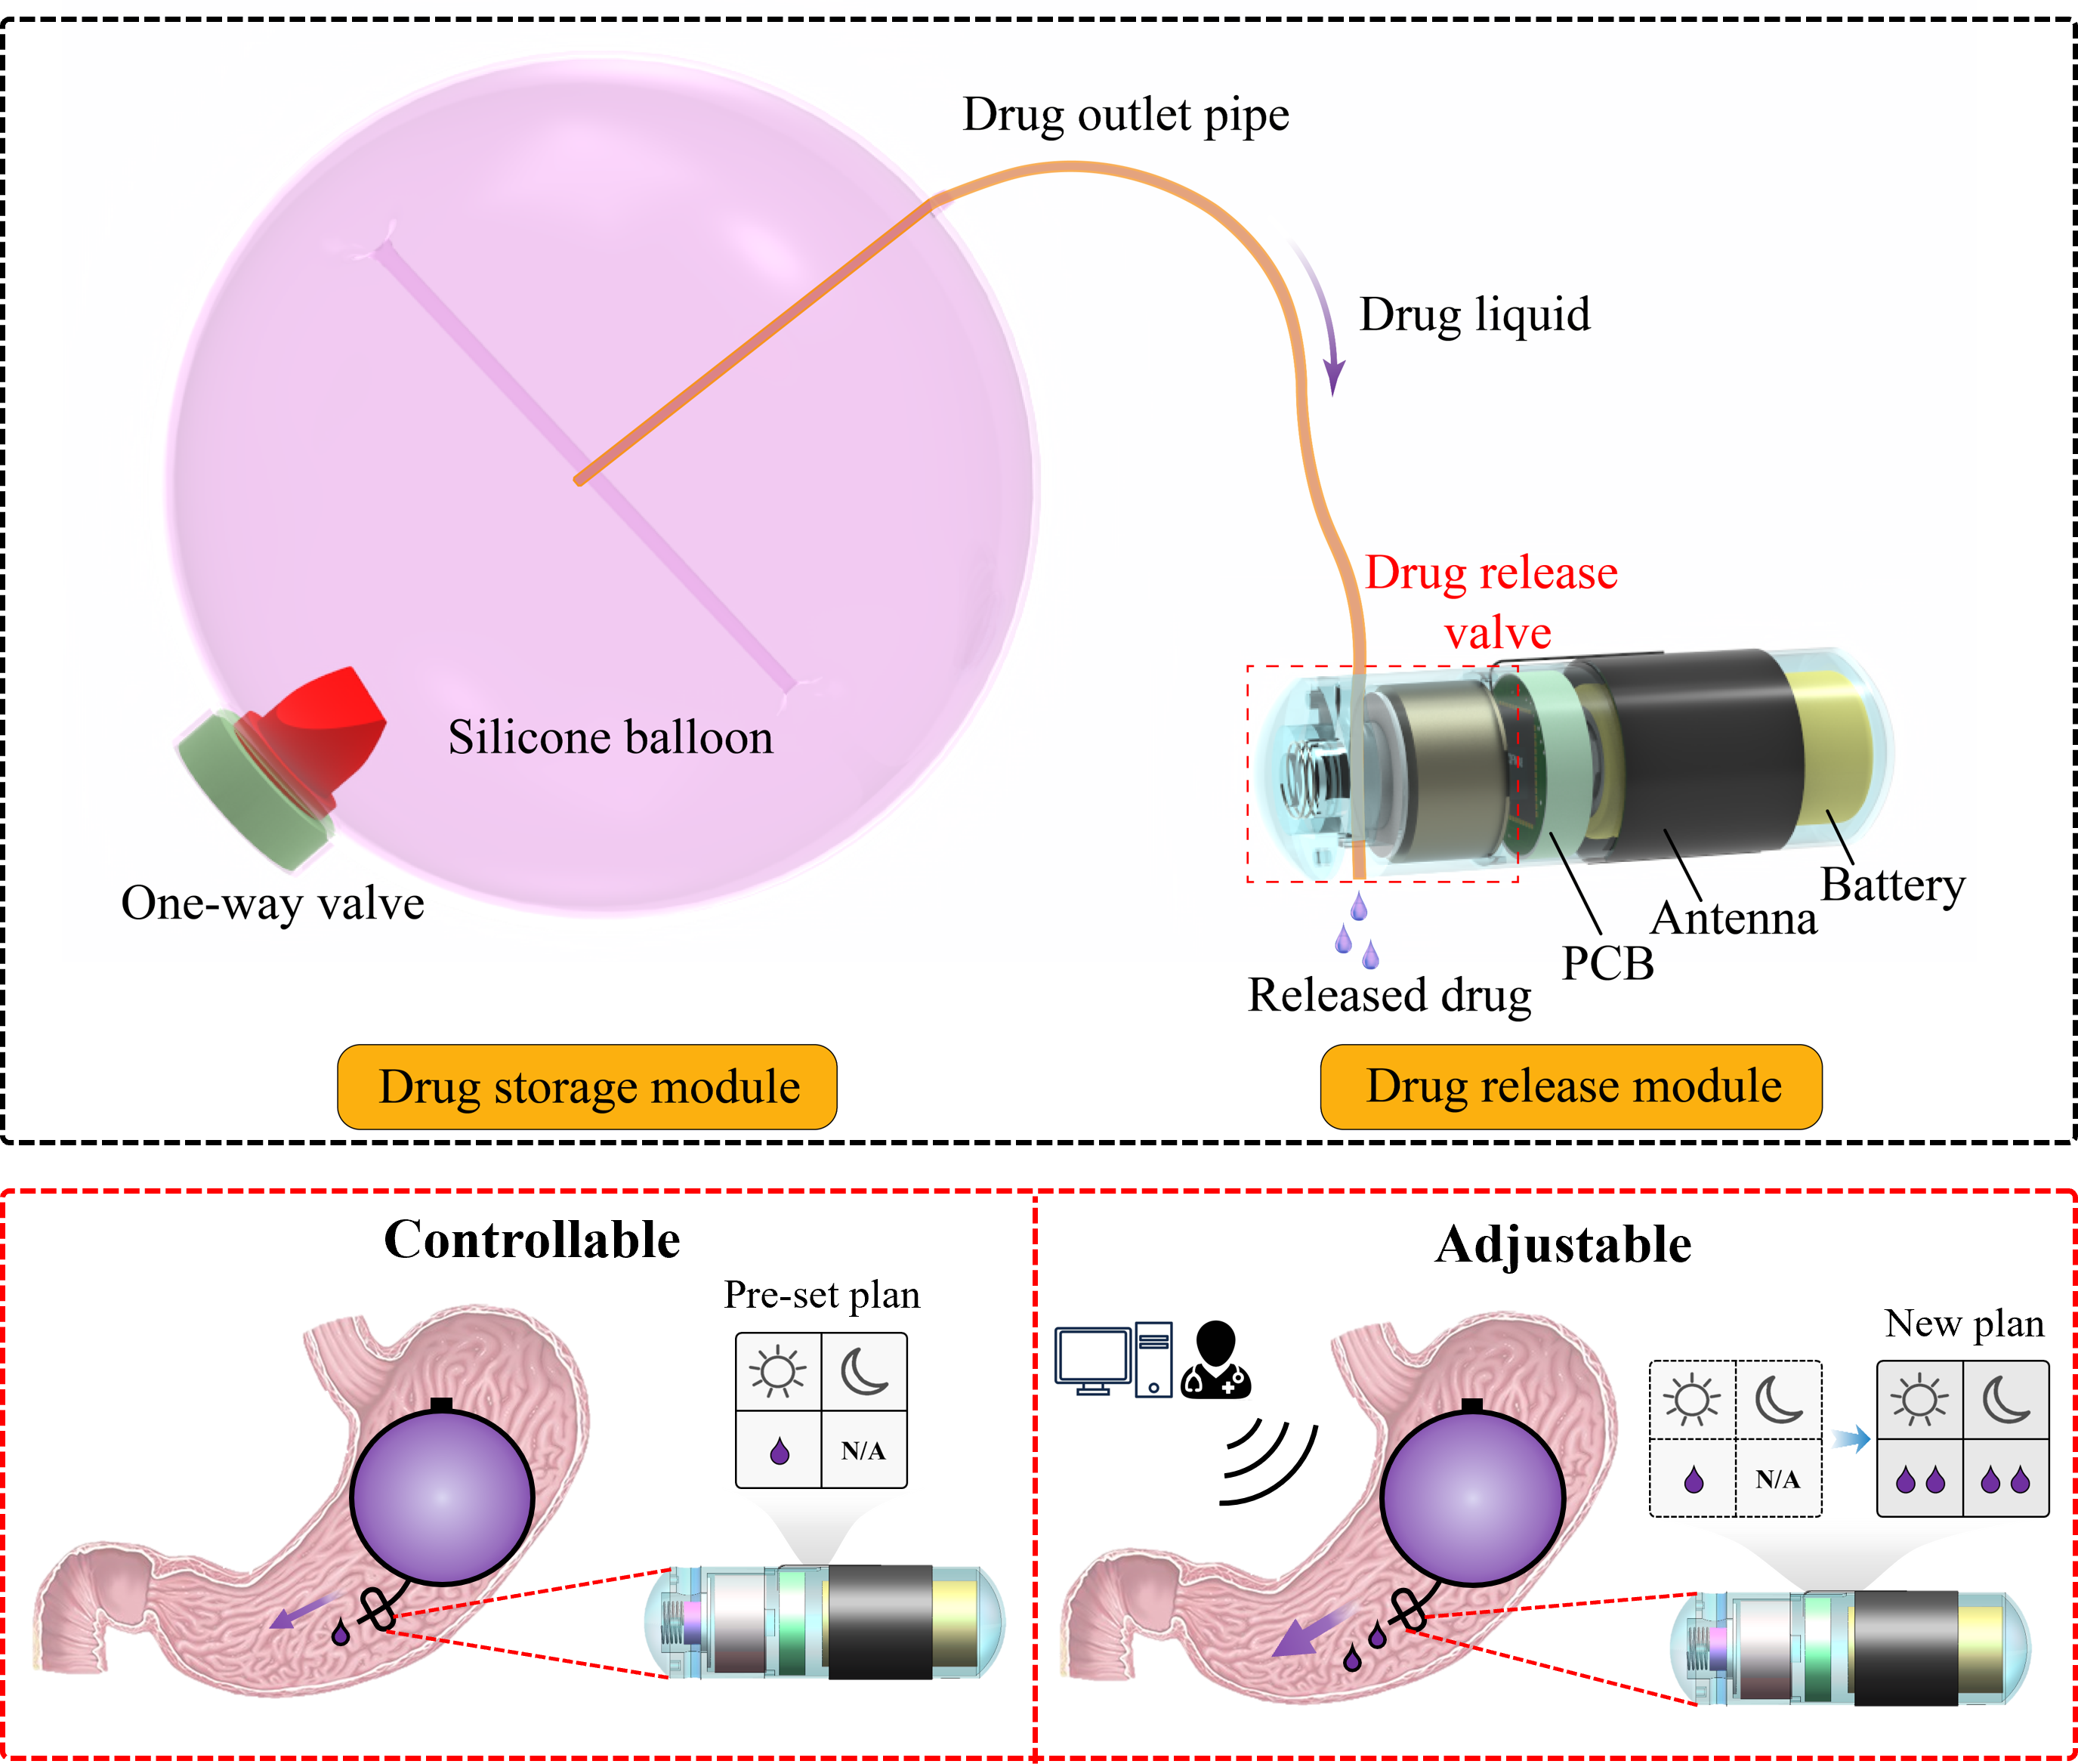 Drug outlet pipe
Drug liquid
Drug release
valve
Silicone balloon
One-way valve
Battery
Antenna
PCB
Released drug
Drug storage module
Drug release module
Controllable
Pre-set plan
N/A
Adjustable
New plan
N/A